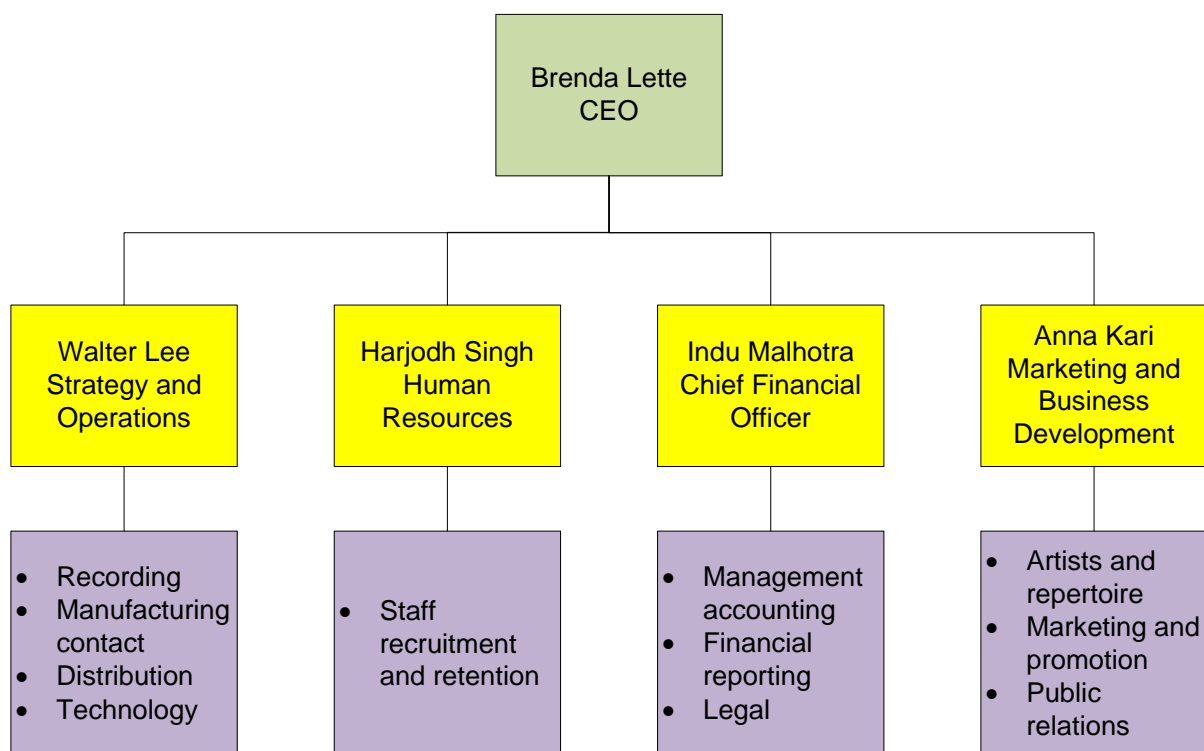 Brenda Lette
CEO
Walter Lee
Strategy and
Operations
Harjodh Singh
Human
Resources
Indu Malhotra
Chief Financial
Officer
Anna Kari
Marketing and
Business
Development
• Recording
• Manufacturing
contact
• Distribution
• Technology
• Staff
recruitment
and retention
• Management
accounting
• Financial
reporting
• Legal
• Artists and
repertoire
• Marketing and
promotion
• Public
relations